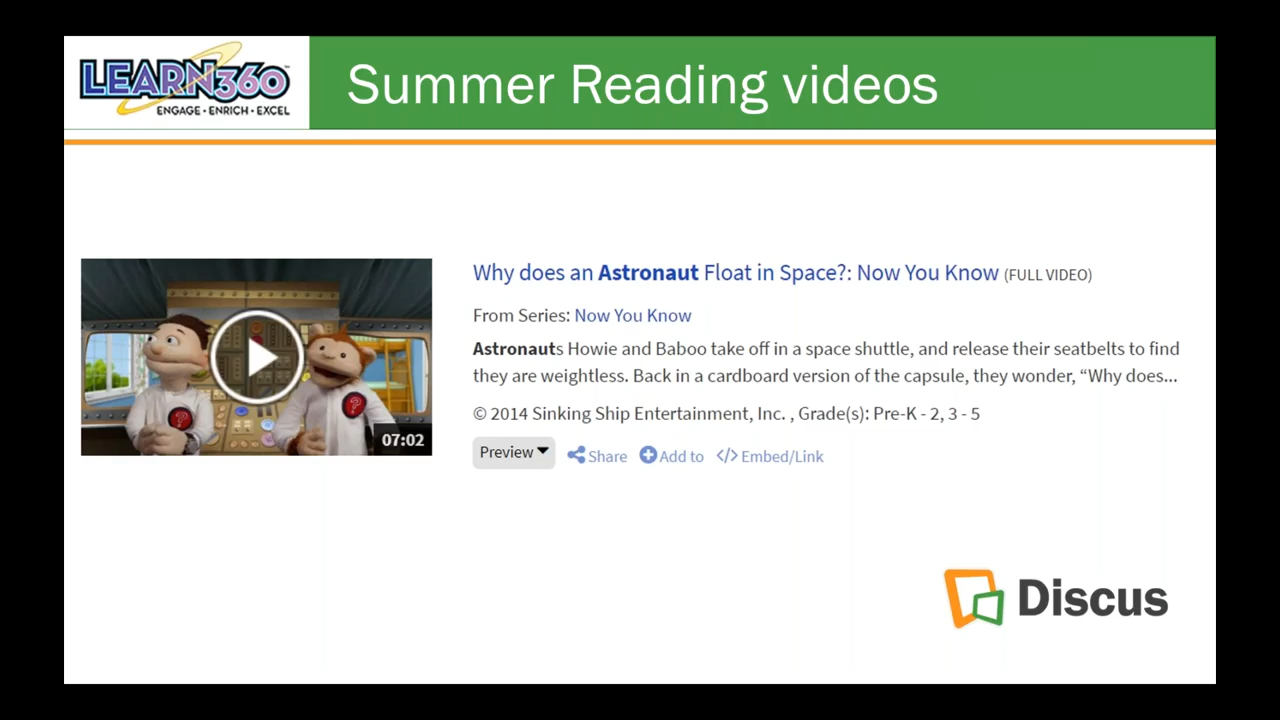 LEARN360™
ENGAGE • ENRICH • EXCEL
Summer Reading videos
07:02
Why does an Astronaut Float in Space?: Now You Know (FULL VIDEO)
From Series: Now You Know
Astronauts Howie and Baboo take off in a space shuttle, and release their seatbelts to find
they are weightless. Back in a cardboard version of the capsule, they wonder, “Why does...
© 2014 Sinking Ship Entertainment, Inc. , Grade(s): Pre-K - 2, 3 - 5
Preview Share Add to </> Embed/Link
Discus